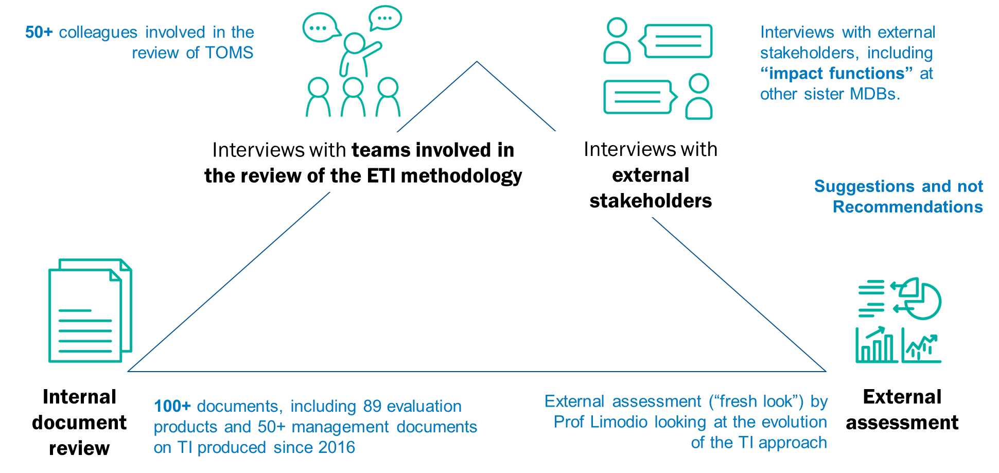 50+ colleagues involved in the
review of TOMS
Interviews with external
stakeholders, including
“impact functions” at
other sister MDBs.
Interviews with teams involved in
the review of the ETI methodology
Interviews with
external
stakeholders
Suggestions and not
Recommendations
Internal
document
review
100+ documents, including 89 evaluation
products and 50+ management documents
on TI produced since 2016
External assessment (“fresh look”) by
Prof Limodio looking at the evolution
of the TI approach
External
assessment